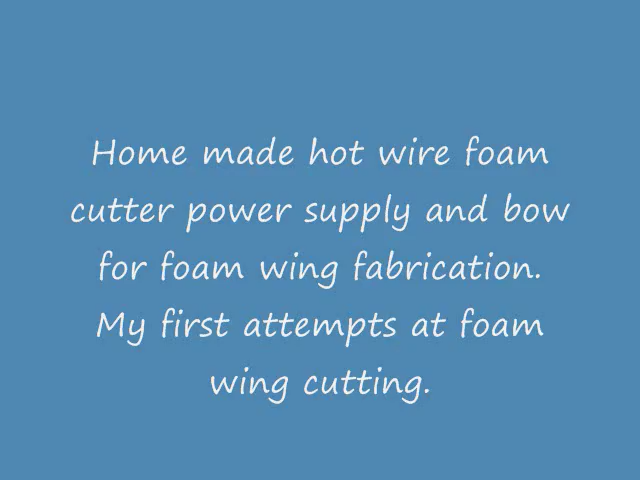 Home made hot wire foam
cutter power supply and bow
for foam wing fabrication.
My first attempts at foam
wing cutting.